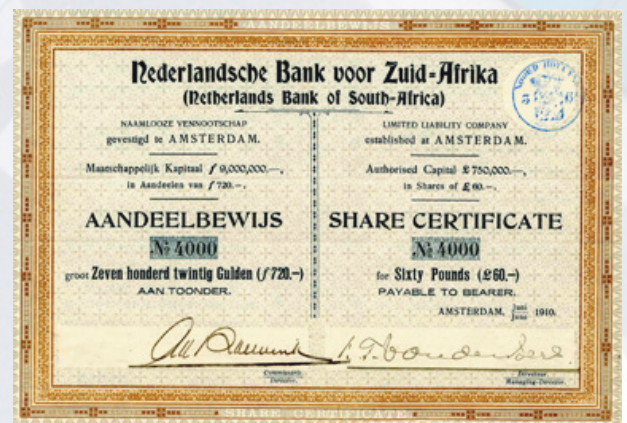 AANDEELBEWIJS
Nederlandsche Bank voor Zuid=Afrika
(Netherlands Bank of South=Africa)
NAAMLOOZE VENNOOTSCHAP
gevestigd te AMSTERDAM.
Maatschappelijk Kapitaal ƒ 9,000,000.—,
in Aandeelen van ƒ 720.—.
AANDEELBEWIJS
No 4000
groot Zeven honderd twintig Gulden (ƒ 720.–)
AAN TOONDER.
LIMITED LIABILITY COMPANY
established at AMSTERDAM.
Authorised Capital £ 750,000.—,
in Shares of £ 60.—.
SHARE CERTIFICATE
No 4000
for Sixty Pounds (£60.–)
PAYABLE TO BEARER.
AMSTERDAM, Juni/June 1910.
Commissaris.
Director.
Directeur.
Managing-Director.
SHARE CERTIFICATE